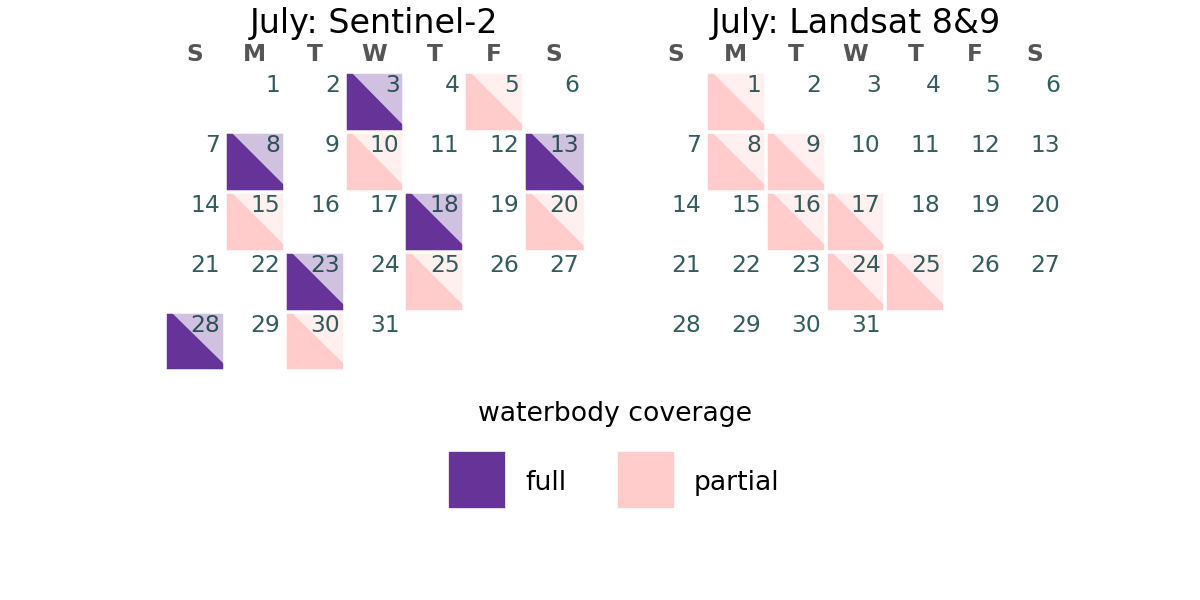 July: Sentinel-2
S M T W T F S
1 2 3 4 5 6
7 8 9 10 11 12 13
14 15 16 17 18 19 20
21 22 23 24 25 26 27
28 29 30 31
July: Landsat 8&9
S M T W T F S
1 2 3 4 5 6
7 8 9 10 11 12 13
14 15 16 17 18 19 20
21 22 23 24 25 26 27
28 29 30 31
waterbody coverage
full
partial